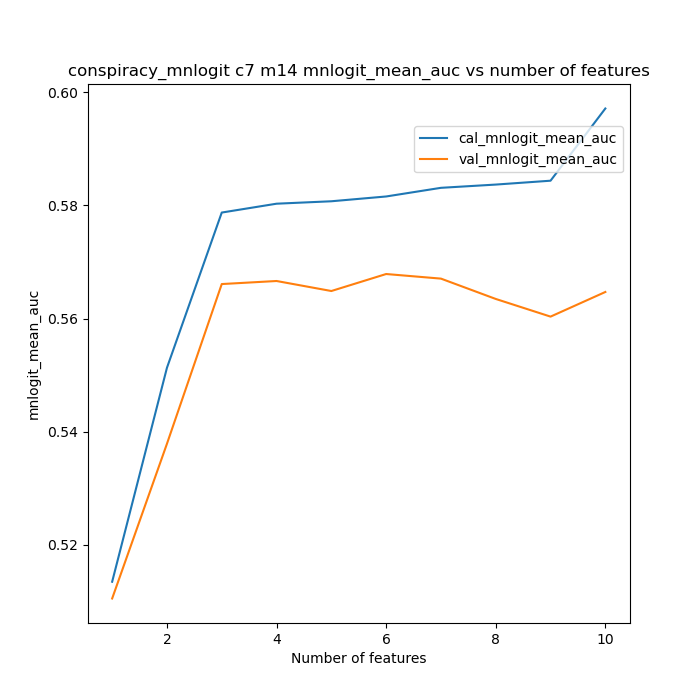 conspiracy_mnlogit c7 m14 mnlogit_mean_auc vs number of features
0.60
cal_mnlogit_mean_auc
val_mnlogit_mean_auc
0.58
0.56
mnlogit_mean_auc
0.54
0.52
2 4 6 8 10
Number of features